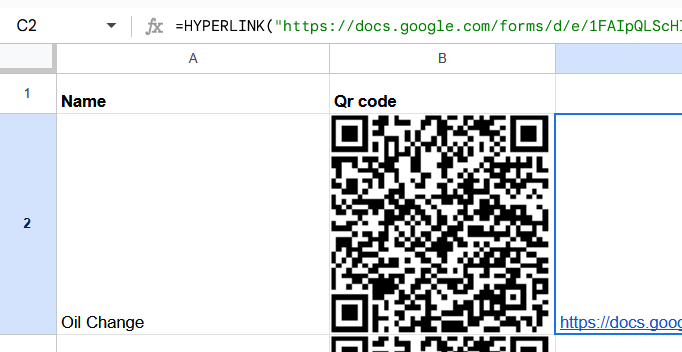 C2 fx =HYPERLINK("https://docs.google.com/forms/d/e/1FAIpQLScH
A B
1 Name Qr code
2 Oil Change https://docs.goog